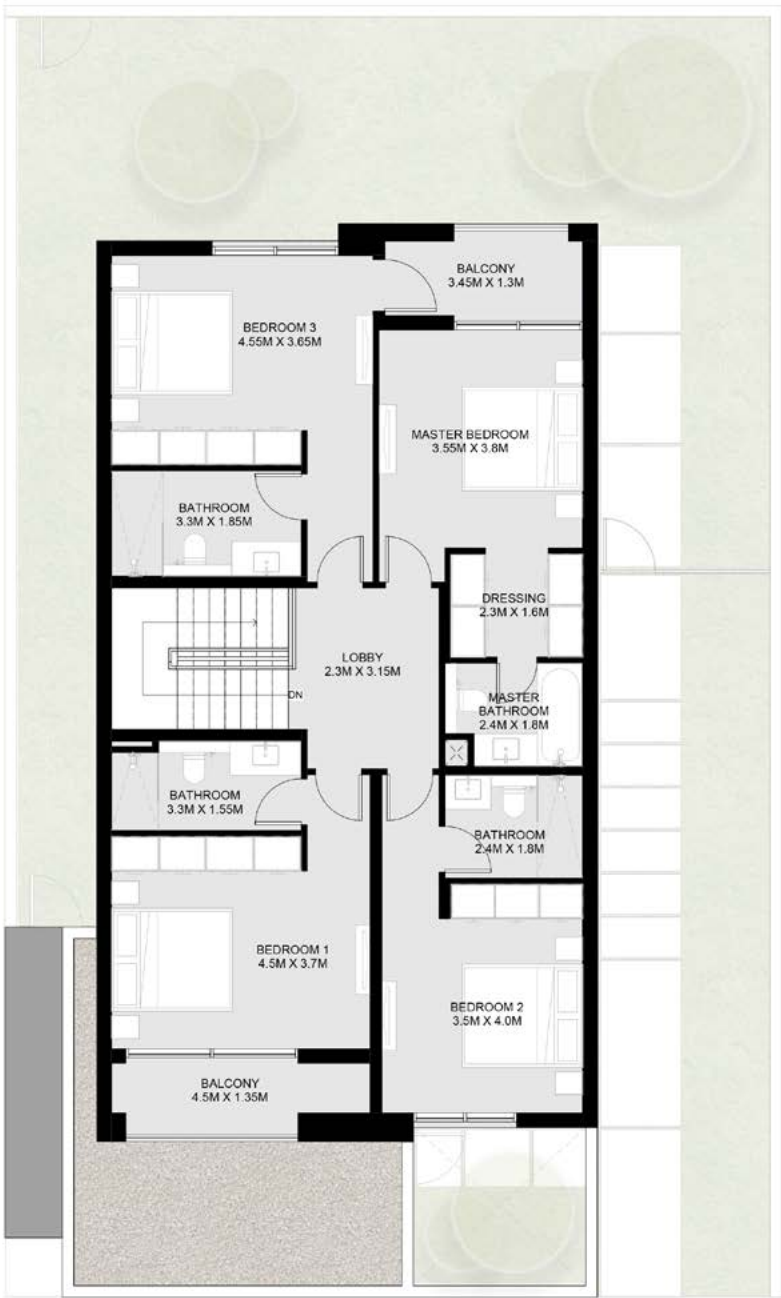 BALCONY
3.45M X 1.3M
BEDROOM 3
4.55M X 3.65M
MASTER BEDROOM
3.55M X 3.8M
BATHROOM
3.3M X 1.85M
DRESSING
2.3M X 1.6M
LOBBY
2.3M X 3.15M
DN
MASTER
BATHROOM
2.4M X 1.8M
BATHROOM
3.3M X 1.55M
BATHROOM
2.4M X 1.8M
BEDROOM 1
4.5M X 3.7M
BEDROOM 2
3.5M X 4.0M
BALCONY
4.5M X 1.35M